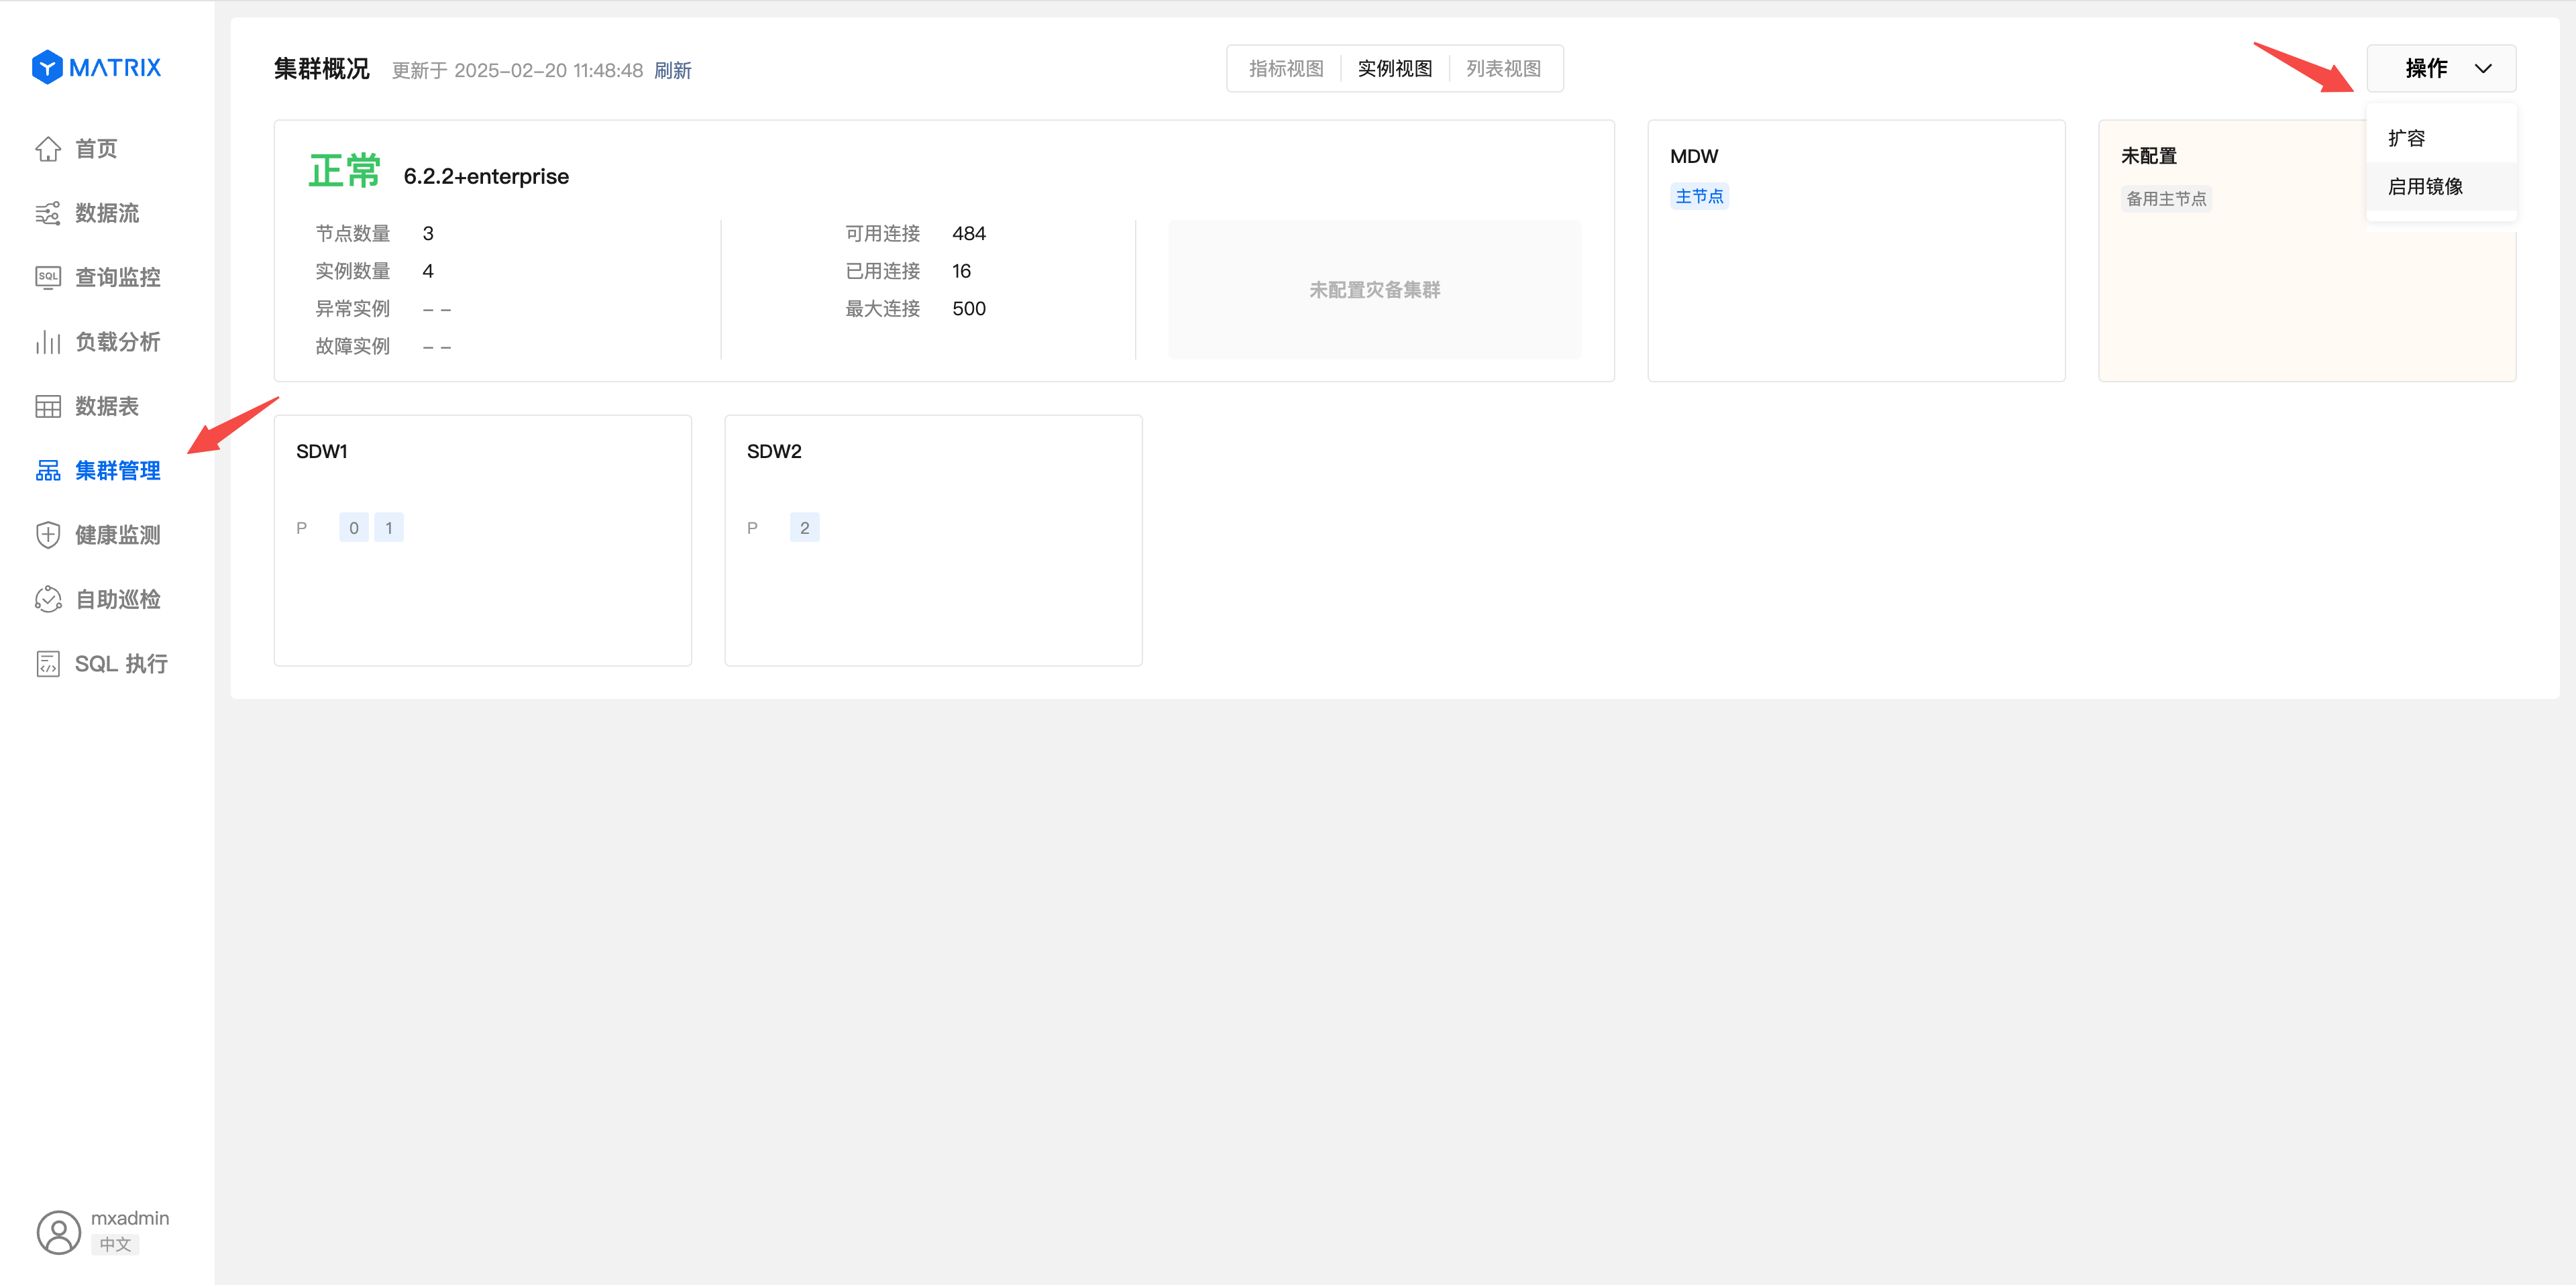 MATRIX
首页
数据流
SQL
查询监控
负载分析
数据表
集群管理
健康监测
自助巡检
SQL 执行
mxadmin
中文
集群概况 更新于 2025-02-20 11:48:48 刷新
指标视图 实例视图 列表视图
操作
扩容
启用镜像
正常 6.2.2+enterprise
节点数量 3
实例数量 4
异常实例 – –
故障实例 – –
可用连接 484
已用连接 16
最大连接 500
未配置灾备集群
MDW
主节点
未配置
备用主节点
SDW1
P 0 1
SDW2
P 2